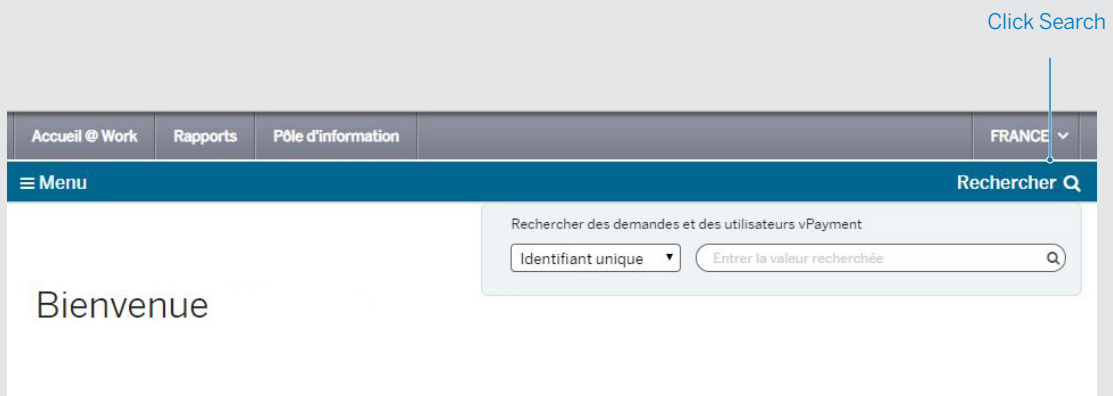 Click Search
Accueil @ Work Rapports Pôle d'information FRANCE
Menu Rechercher
Rechercher des demandes et des utilisateurs vPayment
Identifiant unique Entrer la valeur recherchée
Bienvenue